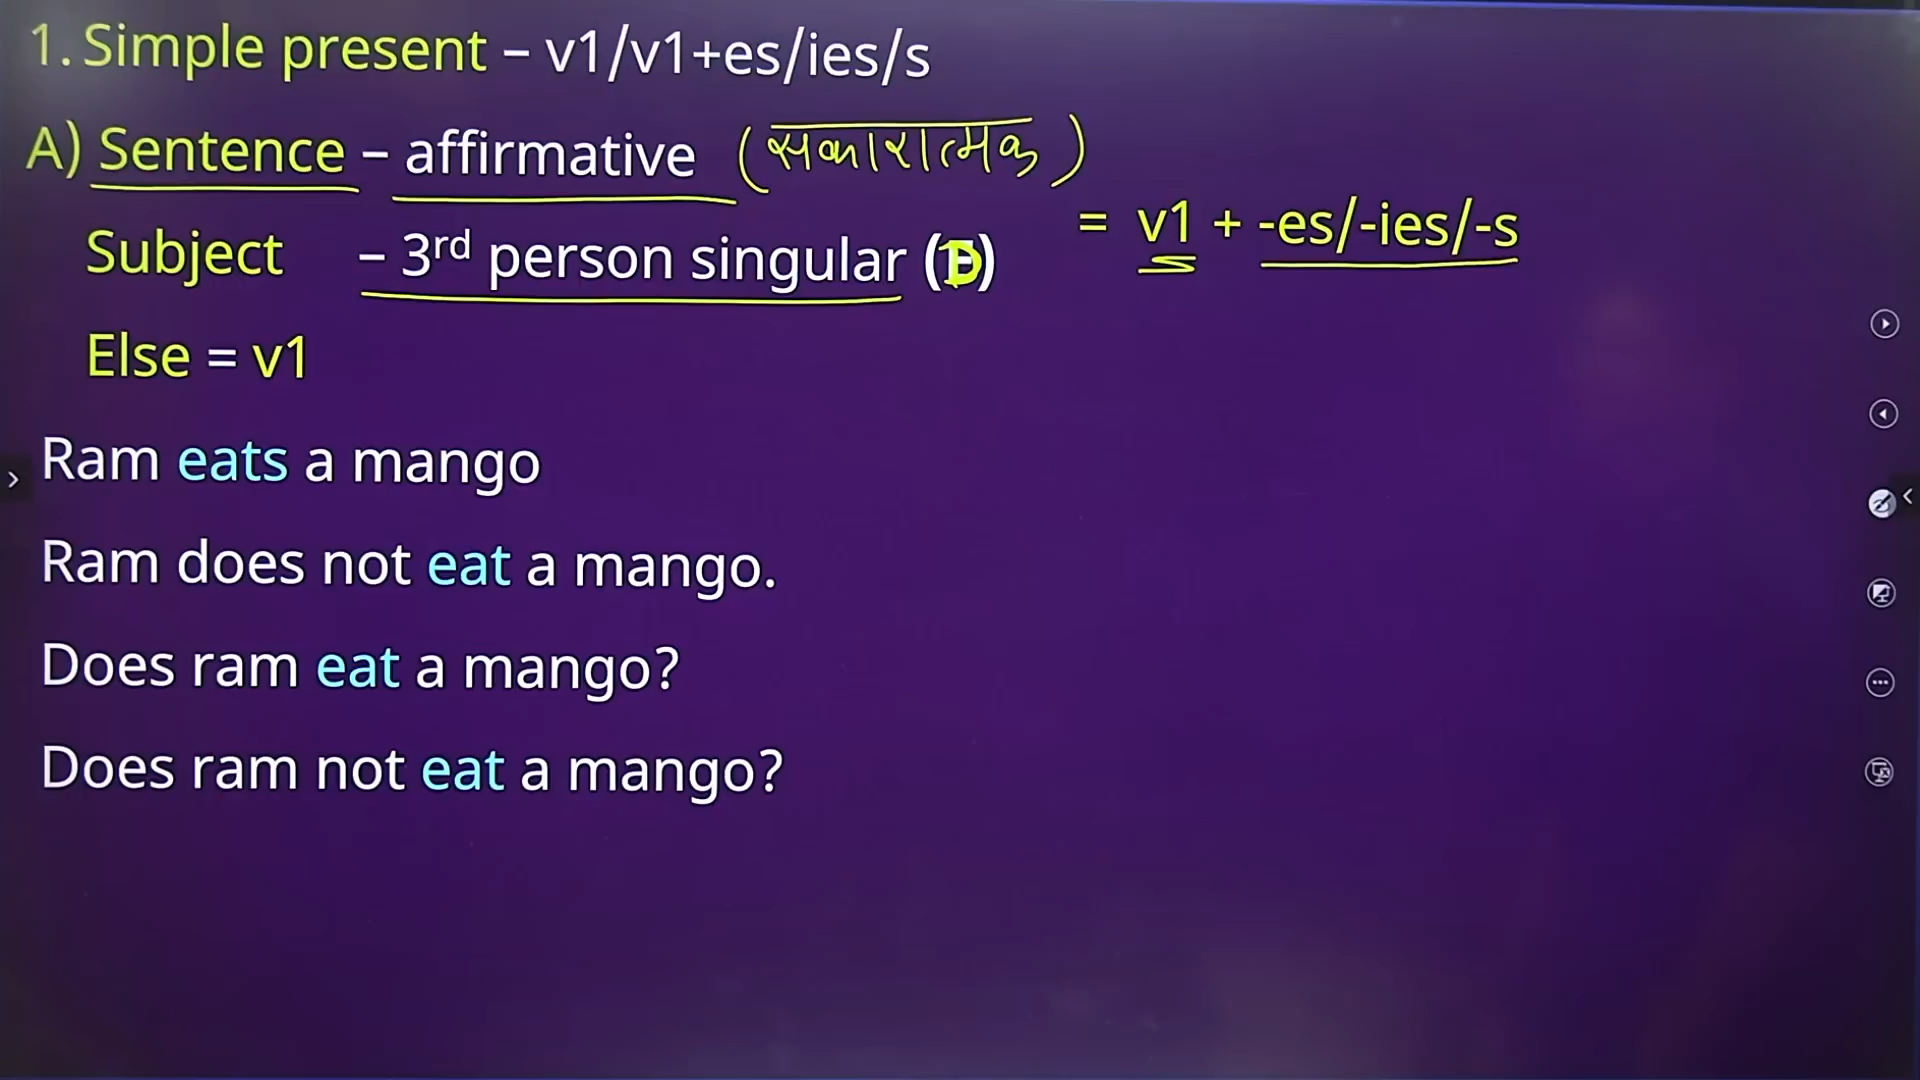 1. Simple present – v1/v1+es/ies/s
A) Sentence – affirmative (सकारात्मक)
Subject – 3rd person singular ( ) = v1 + -es/-ies/-s
Else = v1
Ram eats a mango
Ram does not eat a mango.
Does ram eat a mango?
Does ram not eat a mango?